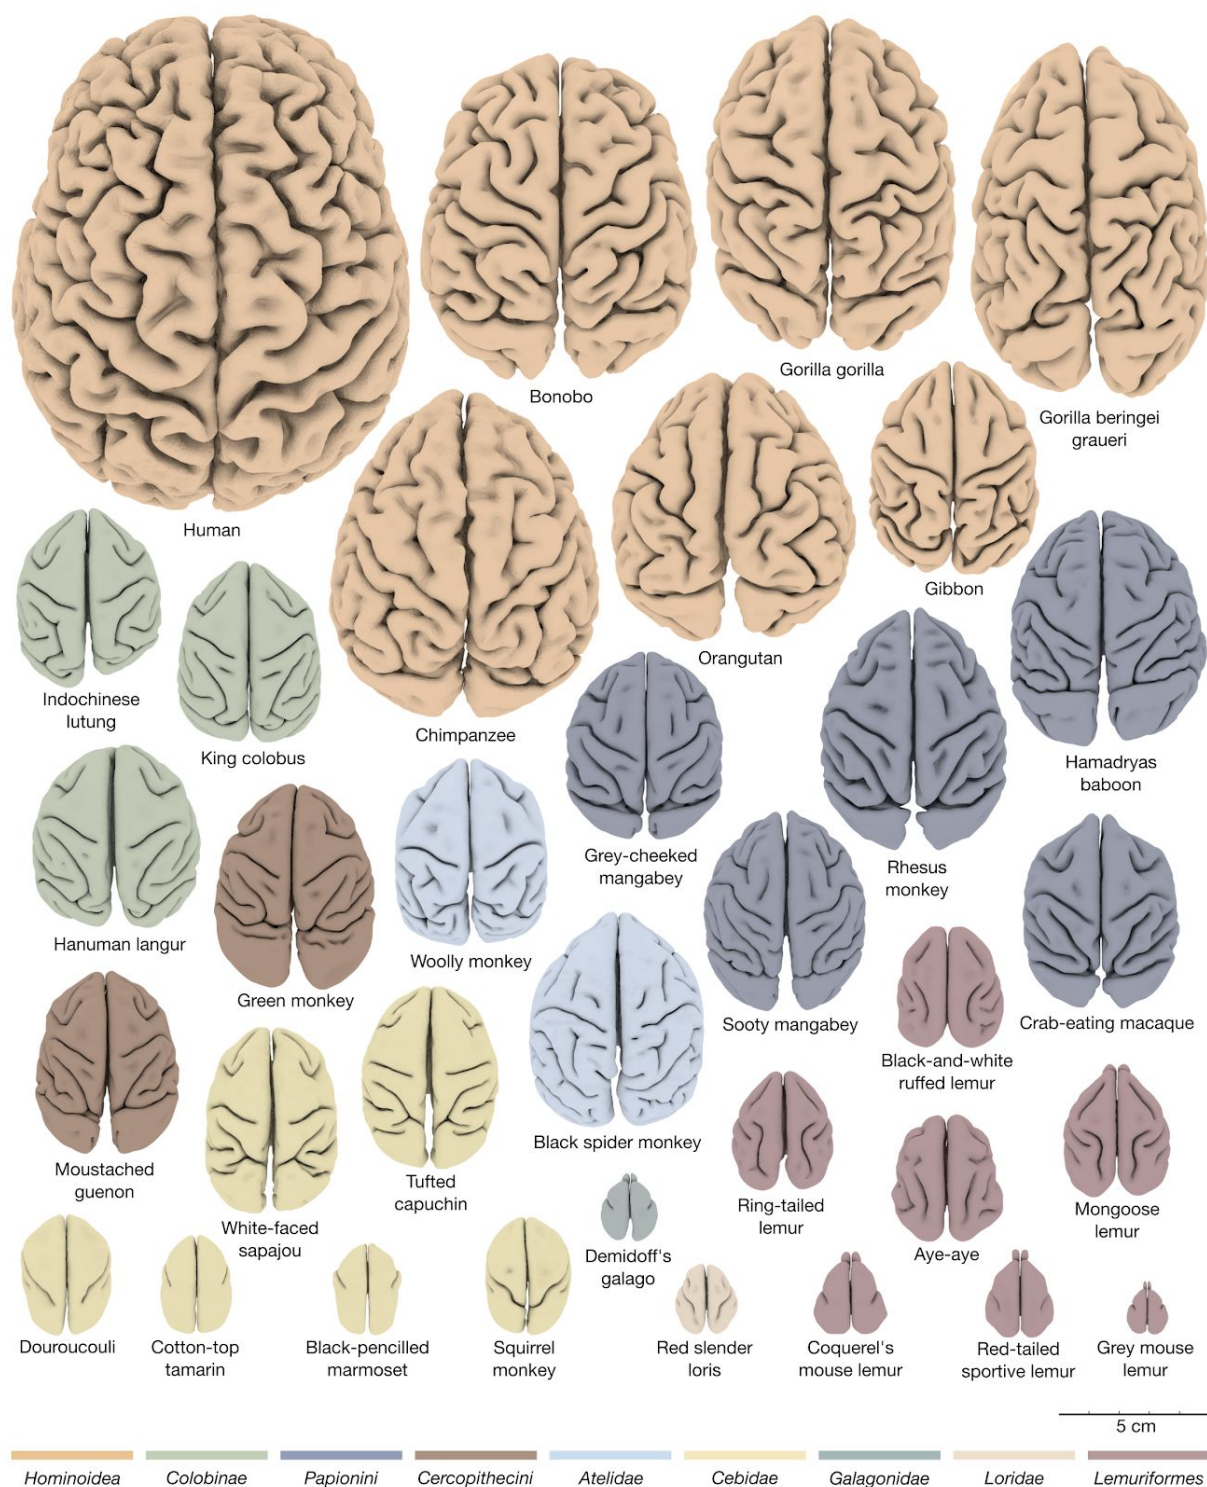 Bonobo
Gorilla gorilla
Gorilla beringei
graueri
Human
Gibbon
Orangutan
Indochinese
lutung
King colobus
Chimpanzee
Hamadryas
baboon
Grey-cheeked
mangabey
Rhesus
monkey
Hanuman langur
Woolly monkey
Green monkey
Sooty mangabey
Crab-eating macaque
Black-and-white
ruffed lemur
Black spider monkey
Moustached
guenon
Tufted
capuchin
White-faced
sapajou
Ring-tailed
lemur
Mongoose
lemur
Aye-aye
Demidoff's
galago
Douroucouli
Cotton-top
tamarin
Black-pencilled
marmoset
Squirrel
monkey
Red slender
loris
Coquerel's
mouse lemur
Red-tailed
sportive lemur
Grey mouse
lemur
5 cm
Hominoidea
Colobinae
Papionini
Cercopithecini
Atelidae
Cebidae
Galagonidae
Loridae
Lemuriformes